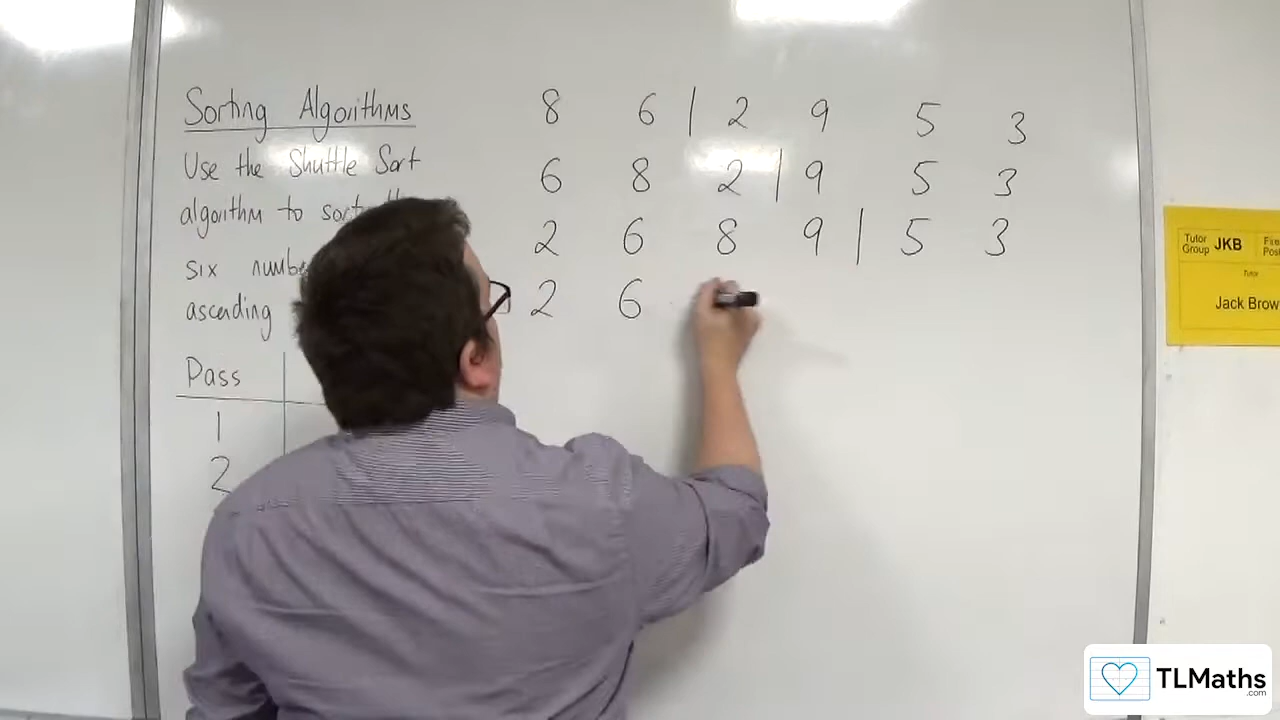 Sorting Algorithms
Use the Shuttle Sort
algorithm to sort
six
ascending
Pass
1
2
8 6 | 2 9 5 3
6 8 2 | 9 5 3
2 6 8 9 | 5 3
2 6
Tutor
Group JKB
Tutor
Jack
TLMaths
.com